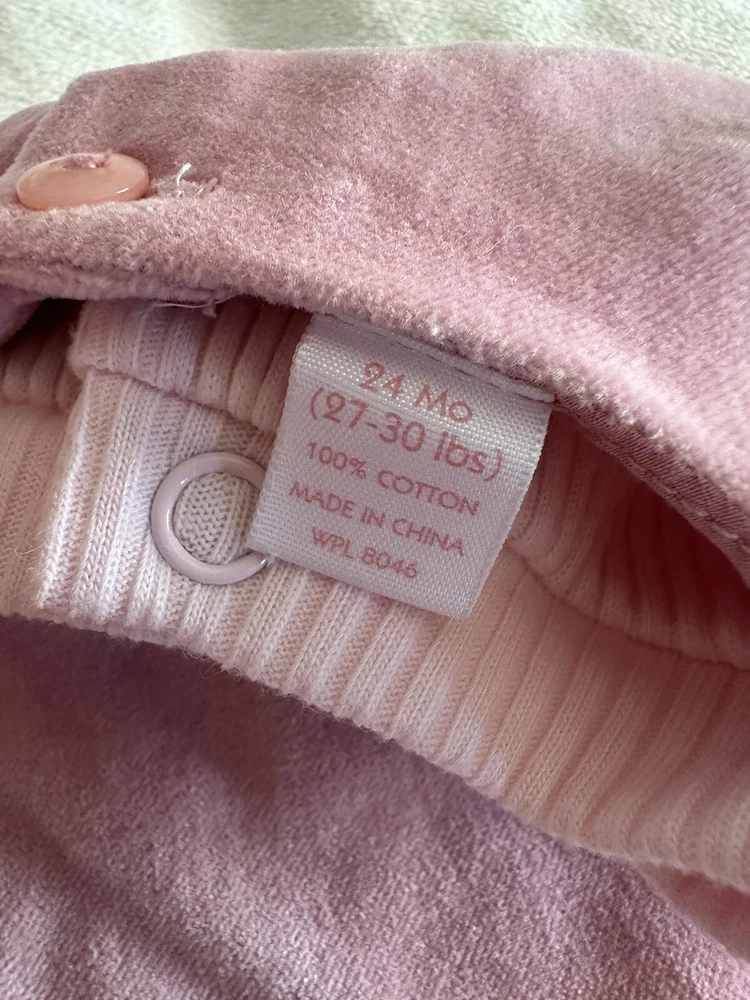 24 Mo
(27-30 lbs)
100% COTTON
MADE IN CHINA
WPL 8046